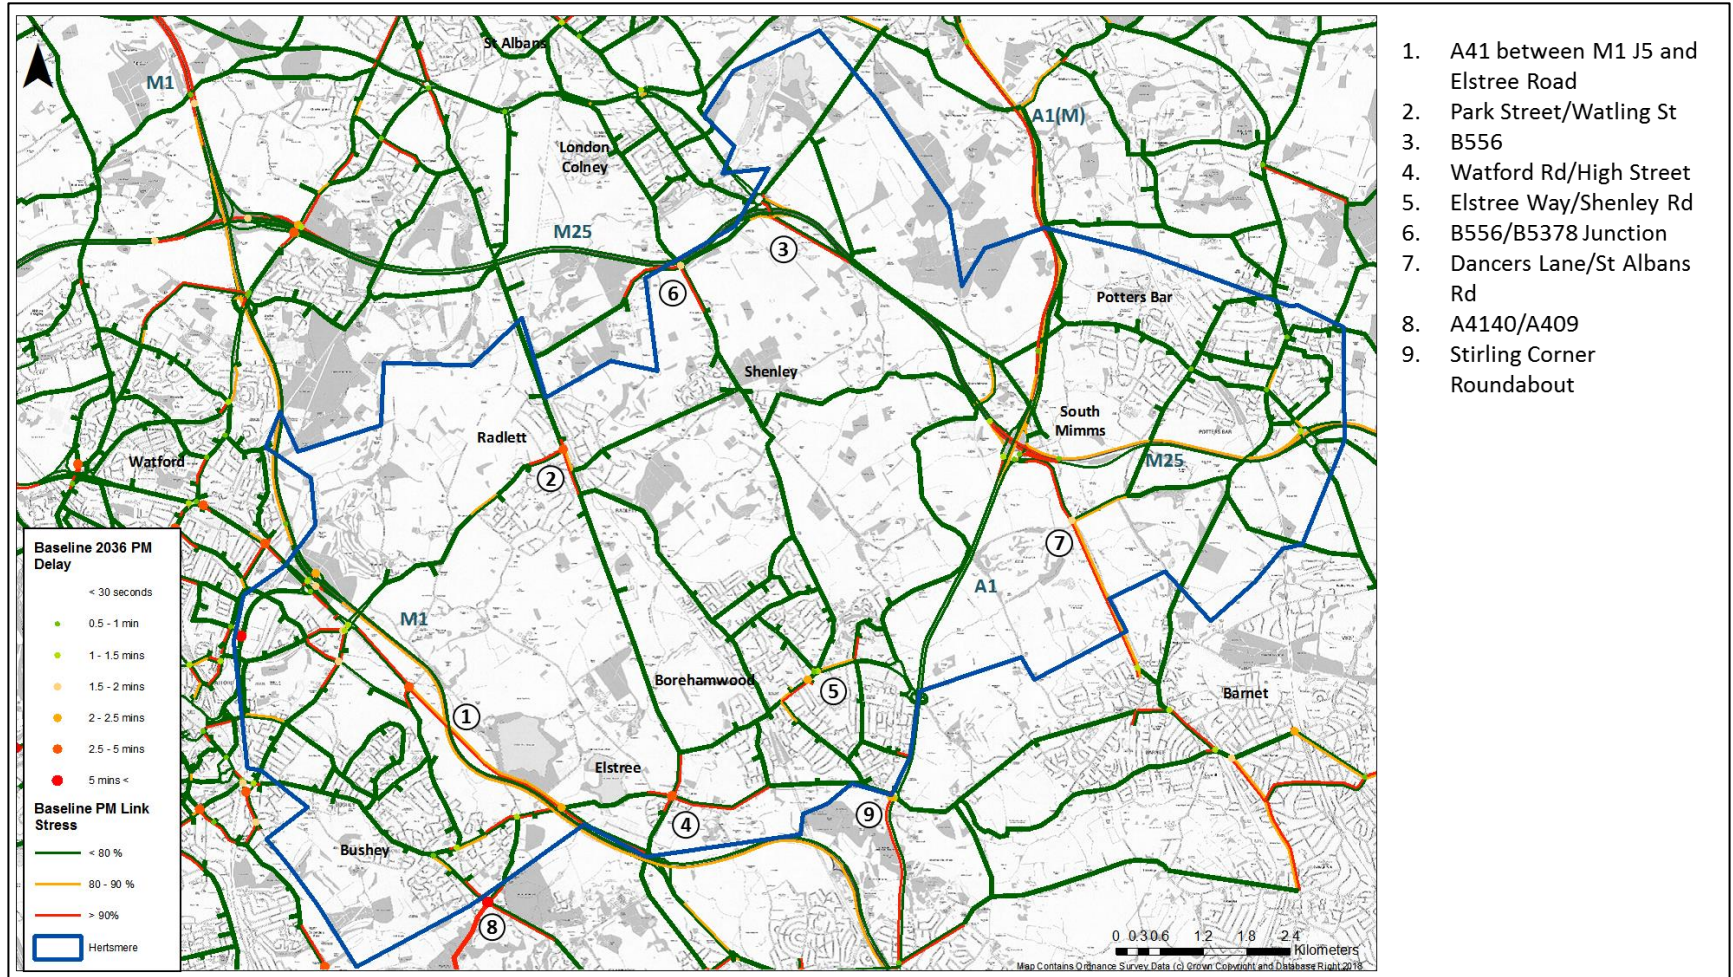 N
St Albans
M1
A1(M)
London
Colney
M25
3
6
Potters Bar
Shenley
Radlett
South
Mimms
POTTERS BAR
Watford
M25
2
7
A1
M1
Borehamwood
5
Barnet
1
Elstree
4
9
Bushey
8
Baseline 2036 PM
Delay
< 30 seconds
0.5 - 1 min
1 - 1.5 mins
1.5 - 2 mins
2 - 2.5 mins
2.5 - 5 mins
5 mins <
Baseline PM Link
Stress
< 80 %
80 - 90 %
> 90%
Hertsmere
0 0.3 0.6 1.2 1.8 2.4
Kilometers
Map Contains Ordnance Survey Data (c) Crown Copyright and Database Right 2018
1. A41 between M1 J5 and
Elstree Road
2. Park Street/Watling St
3. B556
4. Watford Rd/High Street
5. Elstree Way/Shenley Rd
6. B556/B5378 Junction
7. Dancers Lane/St Albans
Rd
8. A4140/A409
9. Stirling Corner
Roundabout